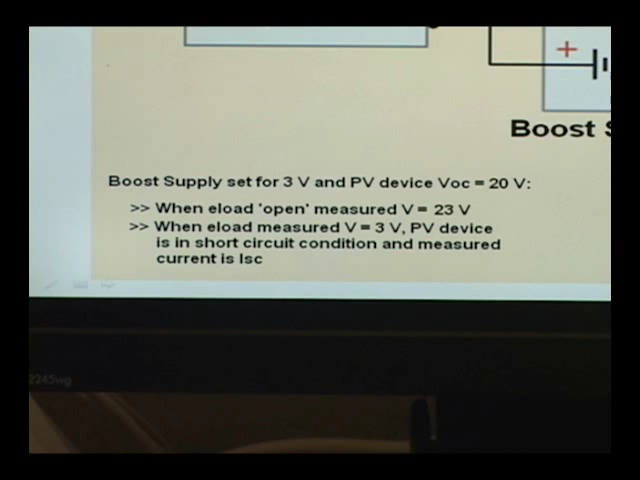 Boost
Boost Supply set for 3 V and PV device Voc = 20 V:
>> When eload 'open' measured V = 23 V
>> When eload measured V = 3 V, PV device
is in short circuit condition and measured
current is Isc
2245wg